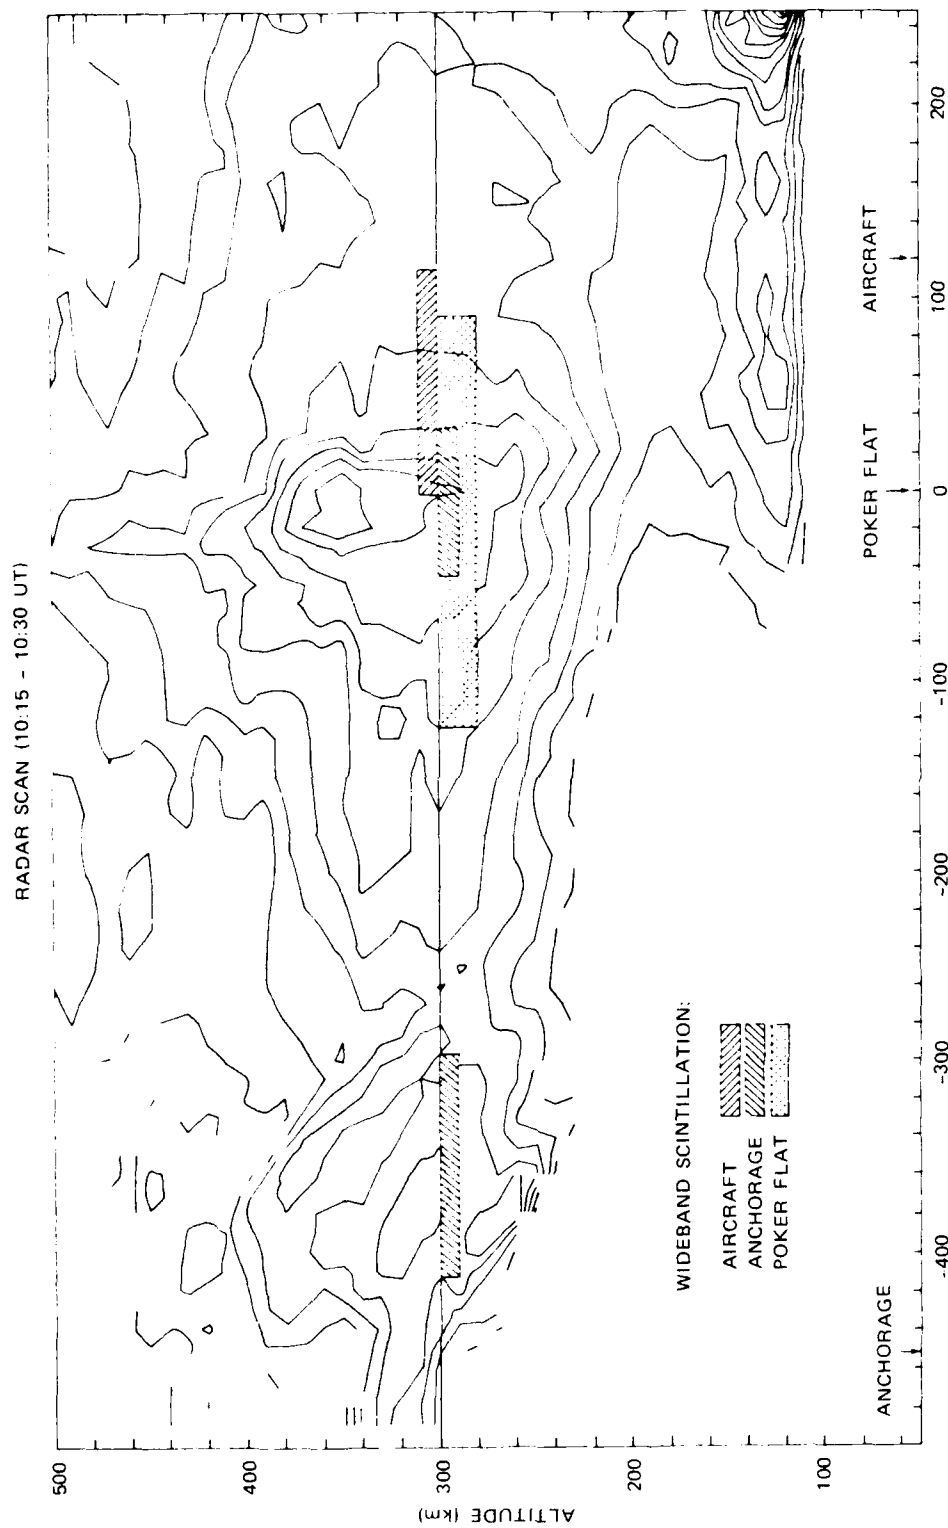 RADAR SCAN (10:15 - 10:30 UT)
500
400
300
200
100
ALTITUDE (km)
WIDEBAND SCINTILLATION:
AIRCRAFT
ANCHORAGE
POKER FLAT
ANCHORAGE
POKER FLAT
AIRCRAFT
-400
-300
-200
-100
0
100
200